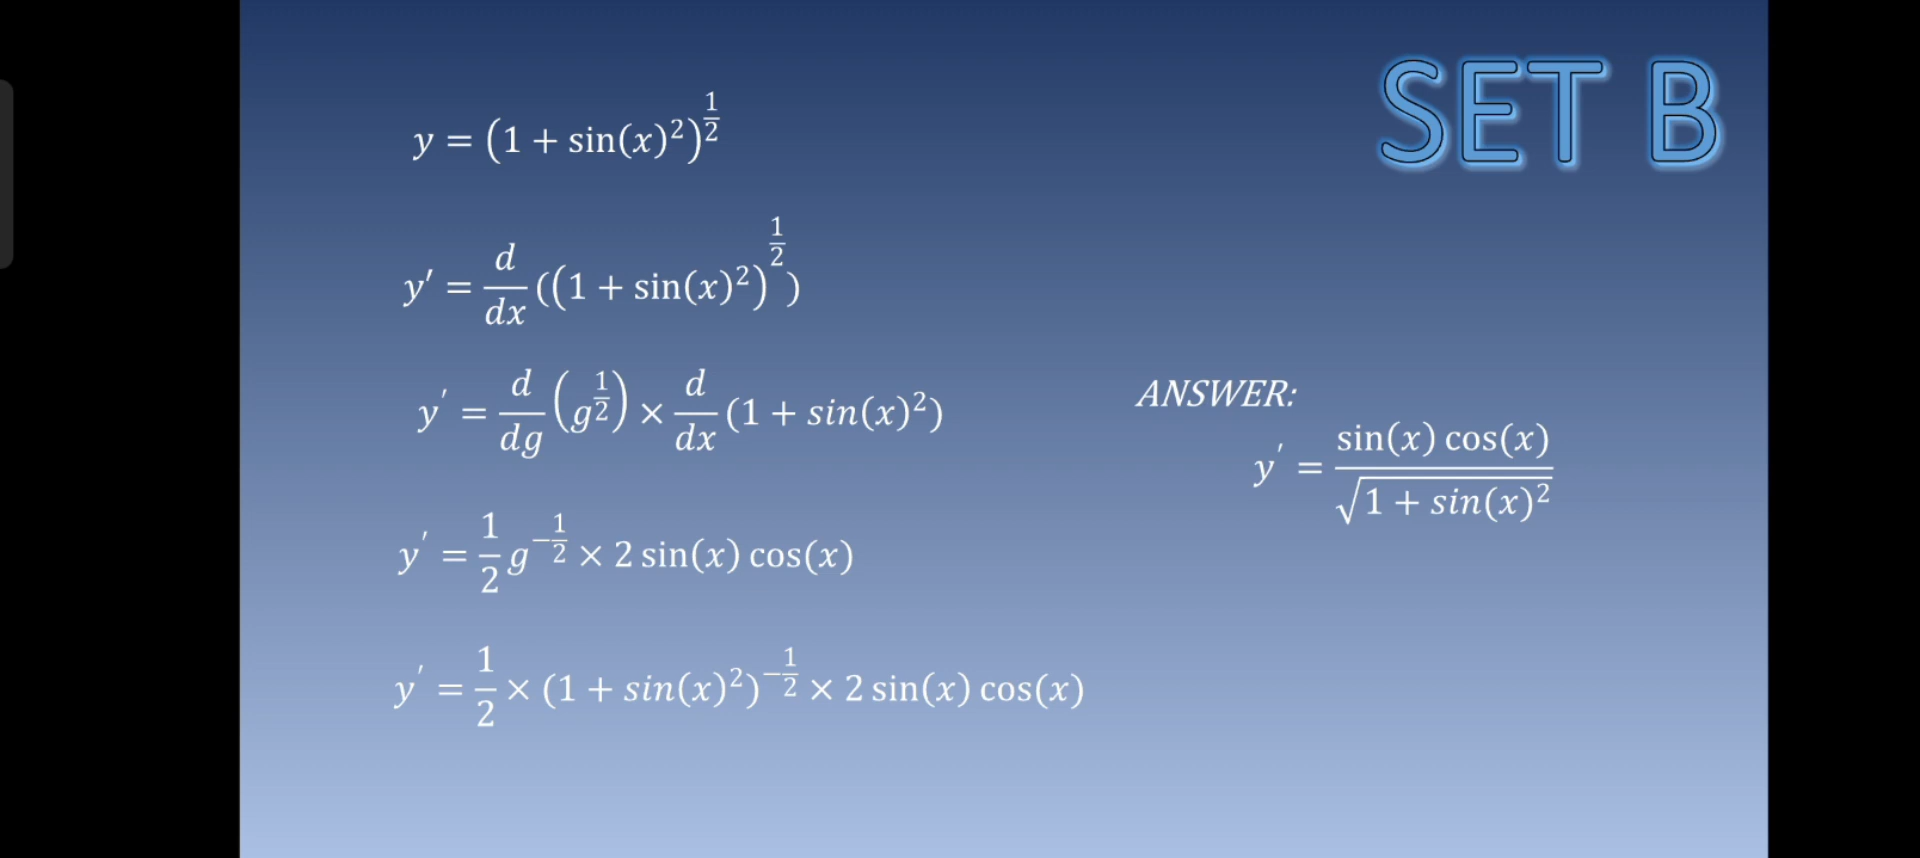 SET B
y = (1 + sin(x)²)^(1/2)
y′ = d/dx ((1 + sin(x)²)^(1/2))
y′ = d/dg (g^(1/2)) × d/dx (1 + sin(x)²)
y′ = 1/2 g^(−1/2) × 2 sin(x) cos(x)
y′ = 1/2 × (1 + sin(x)²)^(−1/2) × 2 sin(x) cos(x)
ANSWER:
y′ = sin(x) cos(x) / √(1 + sin(x)²)